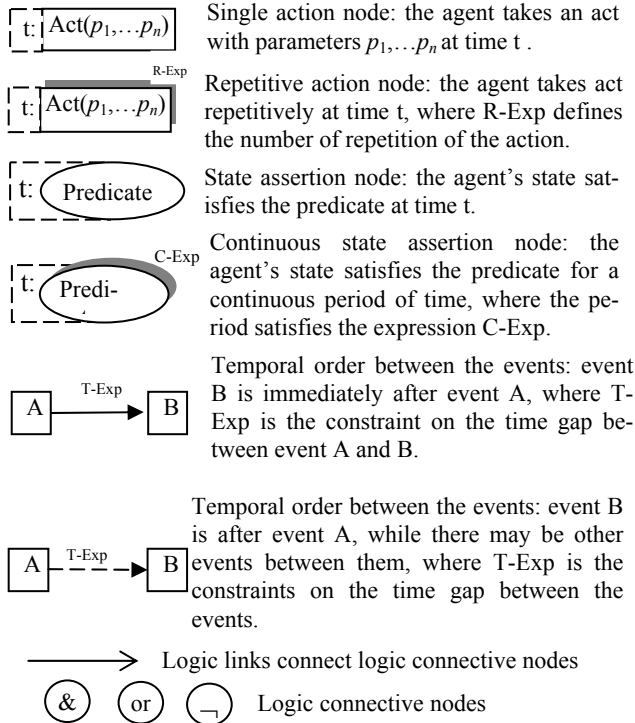 t: Act(p1,…pn) Single action node: the agent takes an act
with parameters p1,…pn at time t .
R-Exp
t: Act(p1,…pn) Repetitive action node: the agent takes act
repetitively at time t, where R-Exp defines
the number of repetition of the action.
t: Predicate State assertion node: the agent’s state sat-
isfies the predicate at time t.
C-Exp
t: Predi- Continuous state assertion node: the
agent’s state satisfies the predicate for a
continuous period of time, where the pe-
riod satisfies the expression C-Exp.
A T-Exp B Temporal order between the events: event
B is immediately after event A, where T-
Exp is the constraint on the time gap be-
tween event A and B.
A T-Exp B Temporal order between the events: event B
is after event A, while there may be other
events between them, where T-Exp is the
constraints on the time gap between the
events.
Logic links connect logic connective nodes
& or ¬ Logic connective nodes